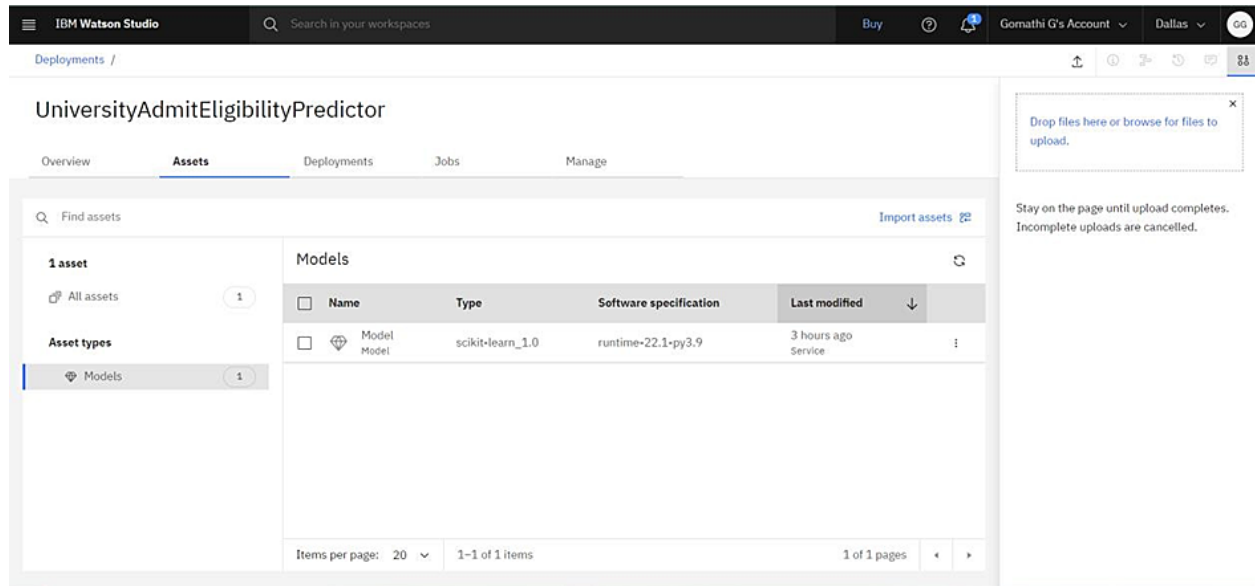 IBM Watson Studio
Search in your workspaces
Buy
1
Gomathi G's Account
Dallas
GG
Deployments /
UniversityAdmitEligibilityPredictor
Overview
Assets
Deployments
Jobs
Manage
Drop files here or browse for files to
upload.
Stay on the page until upload completes.
Incomplete uploads are cancelled.
Find assets
Import assets
1 asset
All assets
1
Asset types
Models
1
Models
Name
Type
Software specification
Last modified
Model
Model
scikit-learn_1.0
runtime-22.1-py3.9
3 hours ago
Service
Items per page: 20
1–1 of 1 items
1 of 1 pages